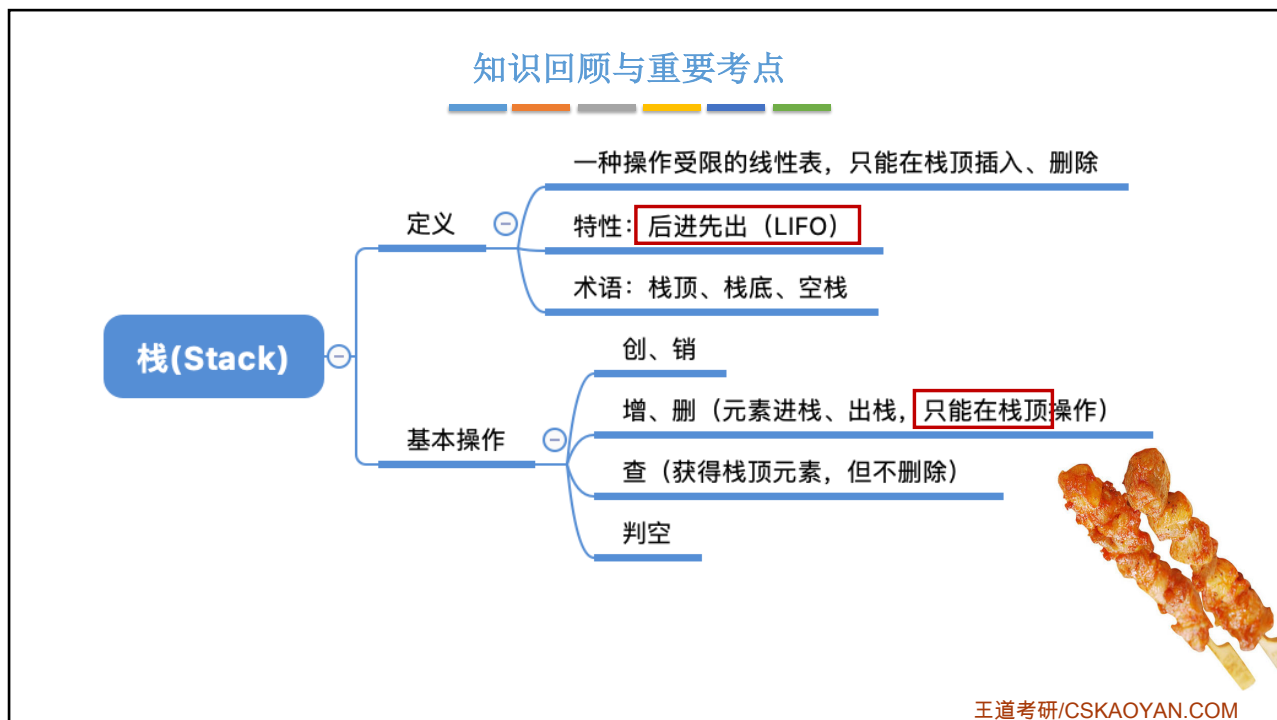 知识回顾与重要考点
一种操作受限的线性表，只能在栈顶插入、删除
定义
特性：后进先出（LIFO）
术语：栈顶、栈底、空栈
栈(Stack)
创、销
增、删（元素进栈、出栈，只能在栈顶操作）
基本操作
查（获得栈顶元素，但不删除）
判空
王道考研/CSKAOYAN.COM